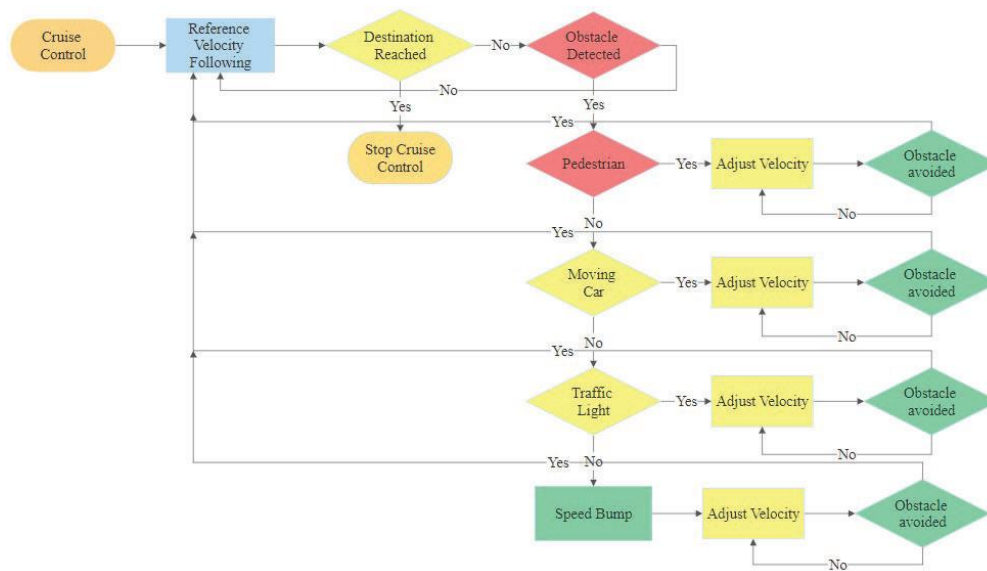 Cruise
Control
Reference
Velocity
Following
Destination
Reached
No
Obstacle
Detected
No
Yes
Yes
Yes
Stop Cruise
Control
Pedestrian
Yes
Adjust Velocity
Obstacle
avoided
No
No
Yes
Moving
Car
Yes
Adjust Velocity
Obstacle
avoided
No
No
Yes
Traffic
Light
Yes
Adjust Velocity
Obstacle
avoided
No
Yes
No
Speed Bump
Adjust Velocity
Obstacle
avoided
No